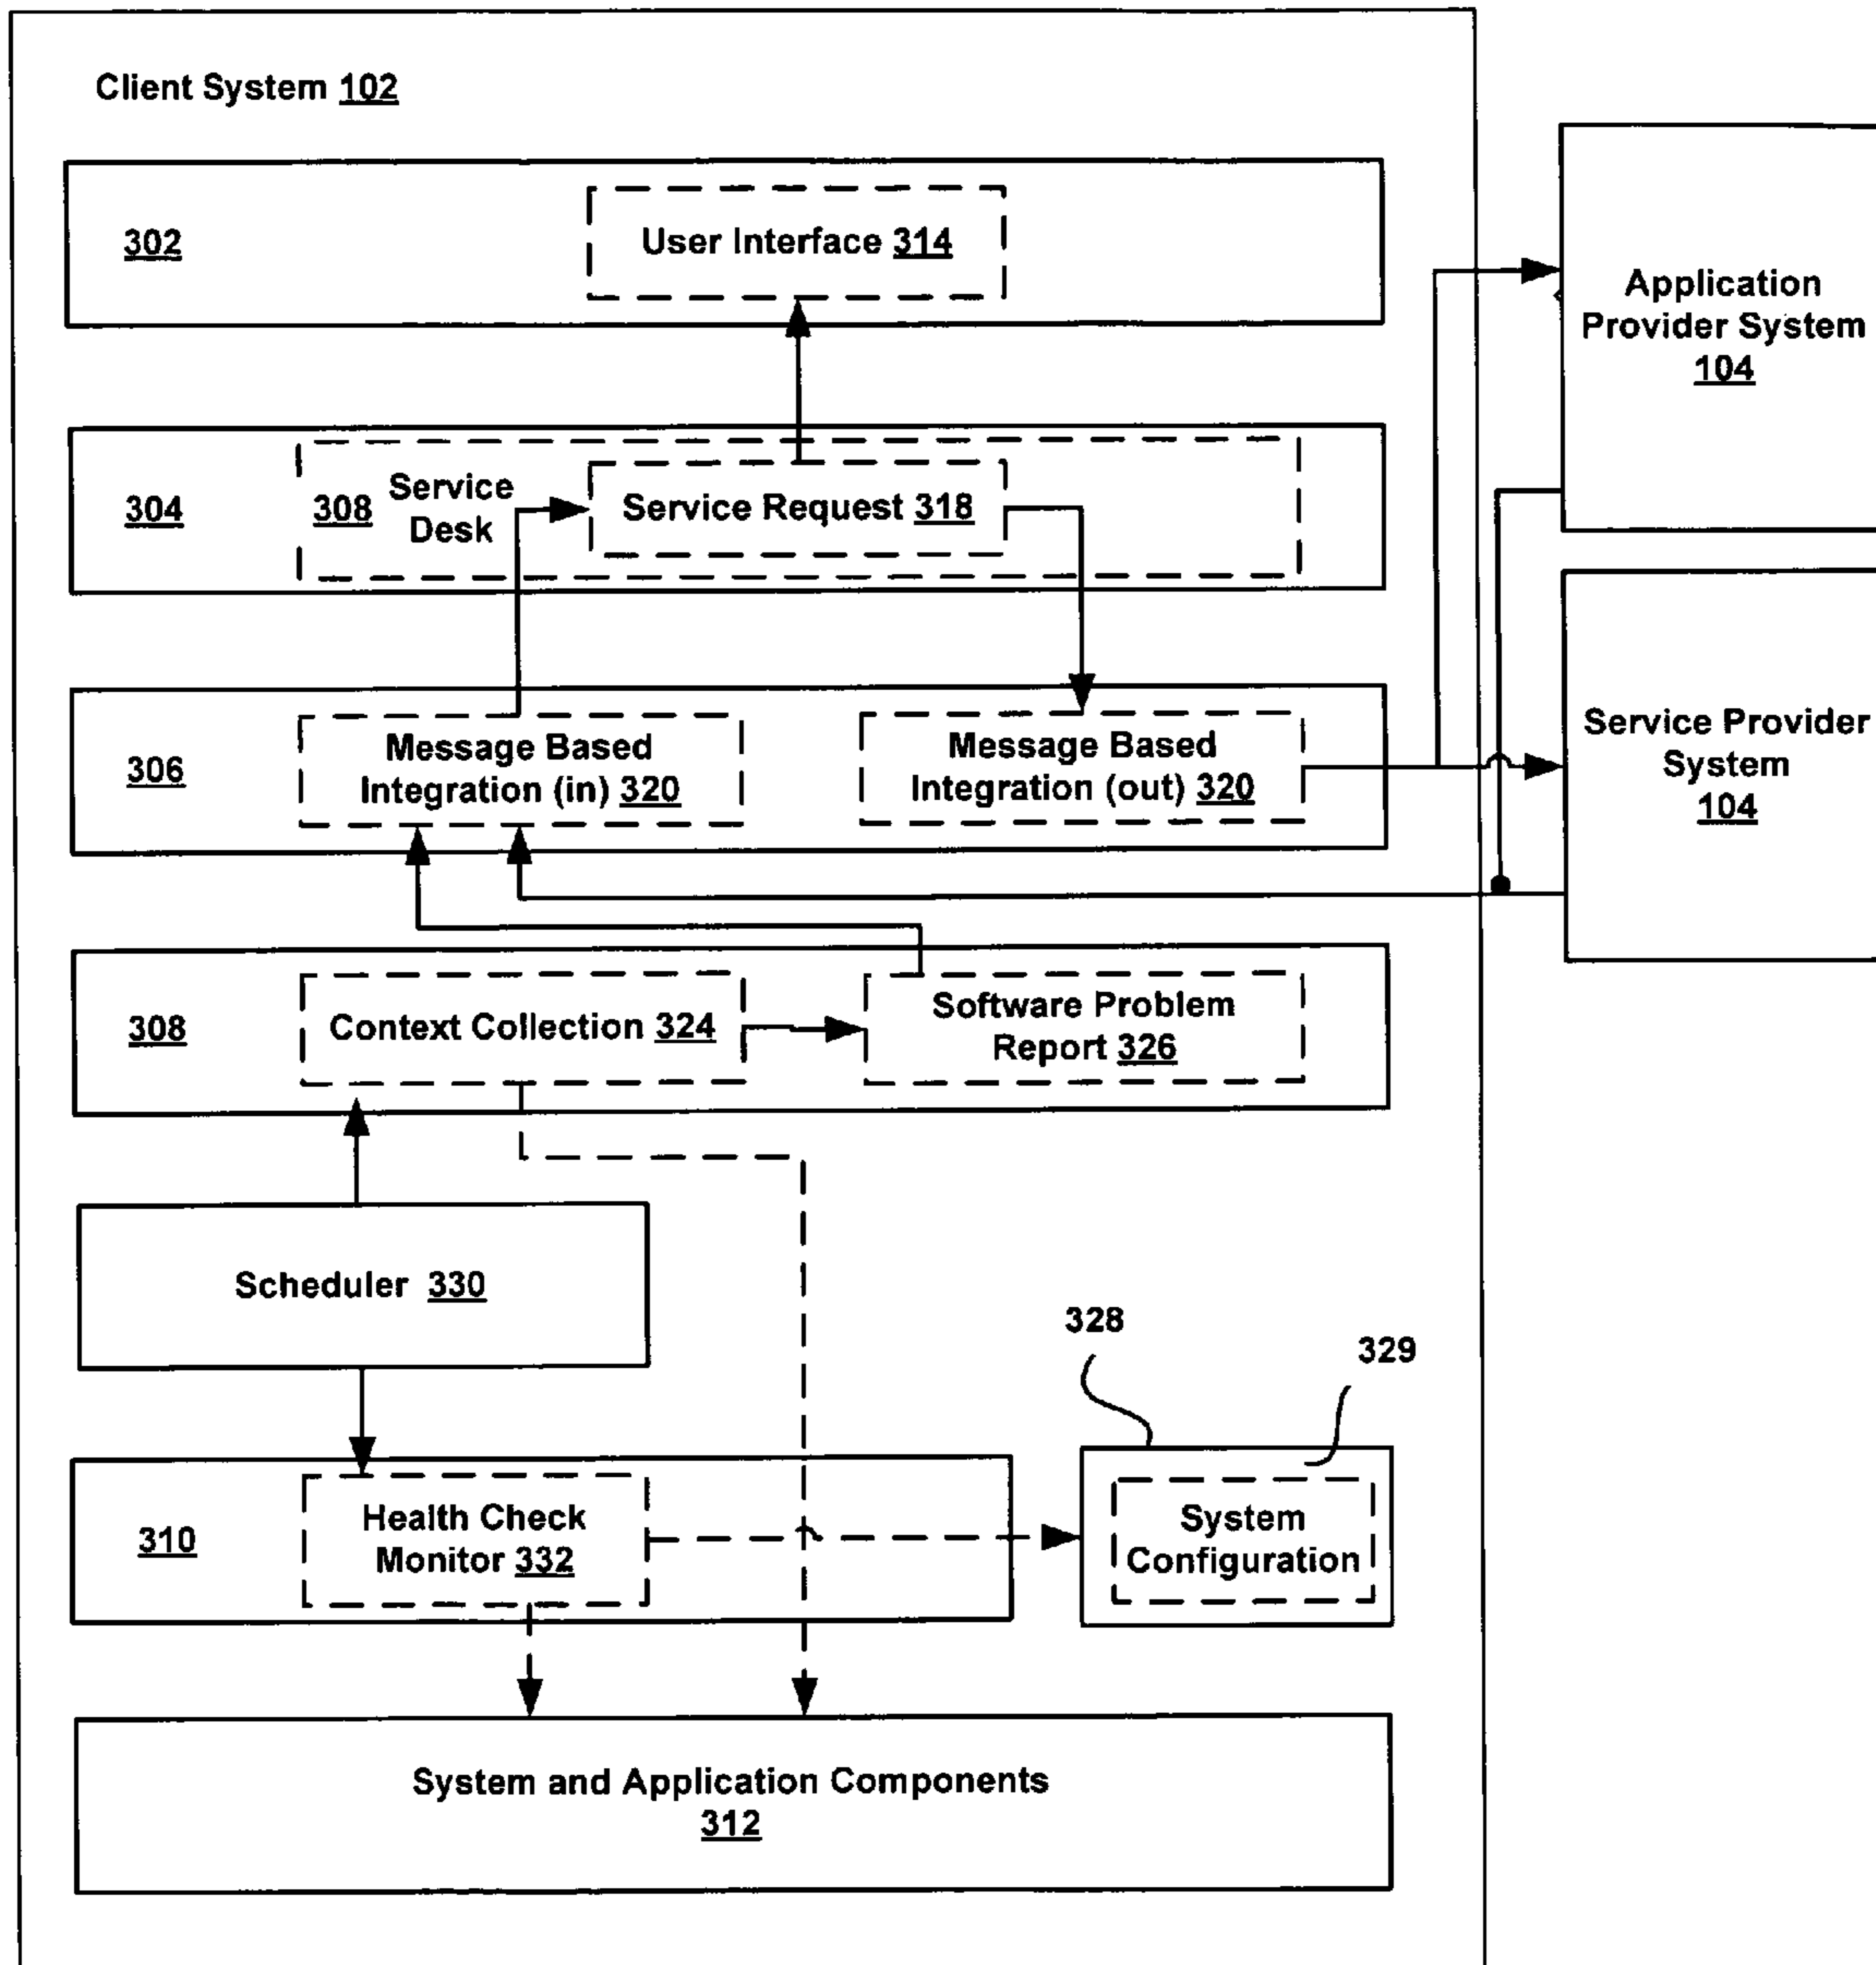 Client System 102
302
User Interface 314
Application
Provider System
104
304
308
Service
Desk
Service Request 318
306
Message Based
Integration (in) 320
Message Based
Integration (out) 320
Service Provider
System
104
308
Context Collection 324
Software Problem
Report 326
Scheduler 330
328
329
310
Health Check
Monitor 332
System
Configuration
System and Application Components
312